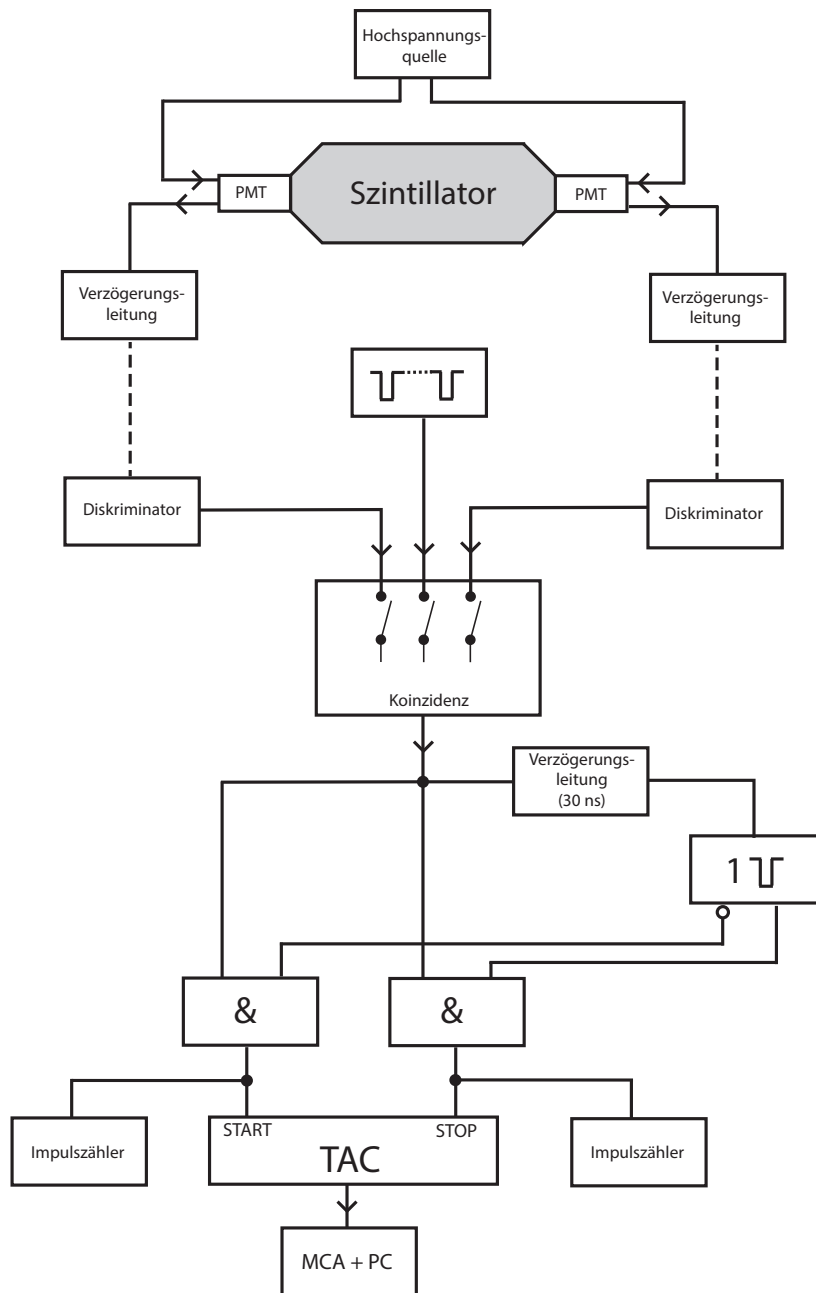 Hochspannungs-
quelle
PMT
Szintillator
PMT
Verzögerungs-
leitung
Verzögerungs-
leitung
Diskriminator
Diskriminator
Koinzidenz
Verzögerungs-
leitung
(30 ns)
1
&
&
Impulszähler
START
STOP
TAC
Impulszähler
MCA + PC